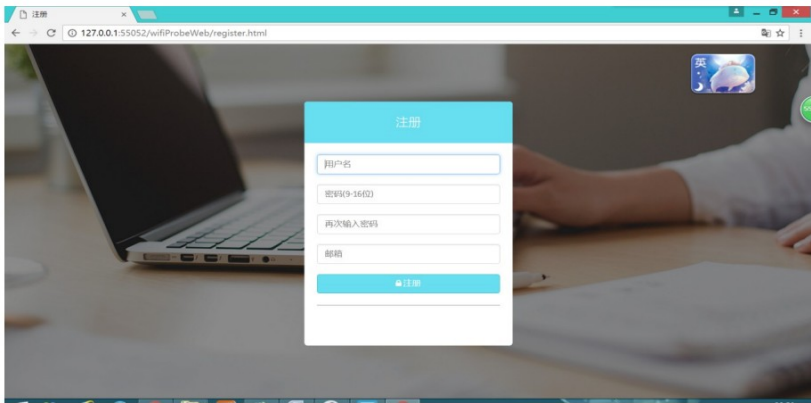 注册
127.0.0.1:55052/wifiProbeWeb/register.html
英
注册
用户名
密码(9-16位)
再次输入密码
邮箱
注册